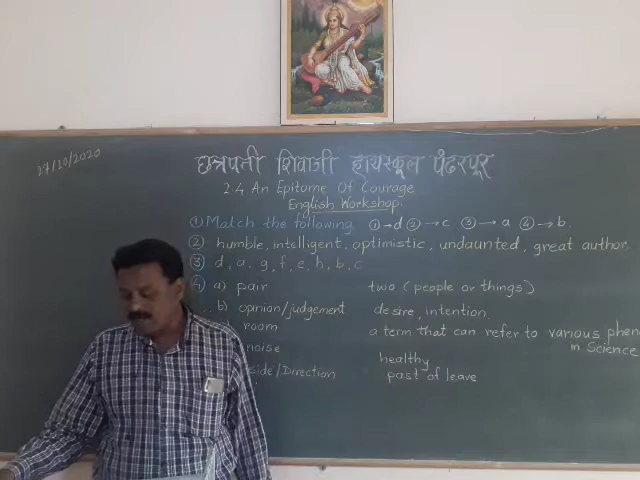 27/10/2020
छत्रपती शिवाजी हायस्कूल पंढरपूर
2.4 An Epitome Of Courage
English Workshop.
① Match the following ①→d ②→c ③→a ④→b.
② humble, intelligent, optimistic, undaunted, great author.
③ d, a, g, f, e, h, b, c
④ a) pair two (people or things)
b) opinion/judgement desire, intention.
room a term that can refer to various phen
in Science
noise healthy
side/Direction past of leave